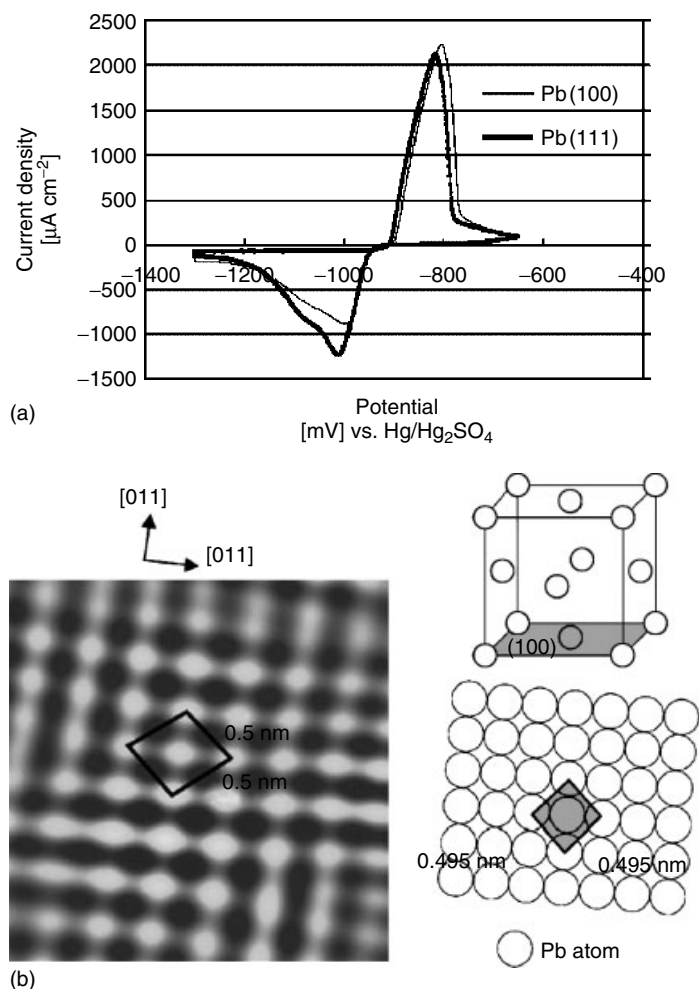 2500
2000
1500
1000
500
0
−500
−1000
−1500
−1400
−1200
−1000
−800
−600
−400
Current density
[μA cm−2]
Pb(100)
Pb(111)
Potential
[mV] vs. Hg/Hg2SO4
(a)
[011]
[011]
0.5 nm
0.5 nm
(100)
0.495 nm
0.495 nm
Pb atom
(b)